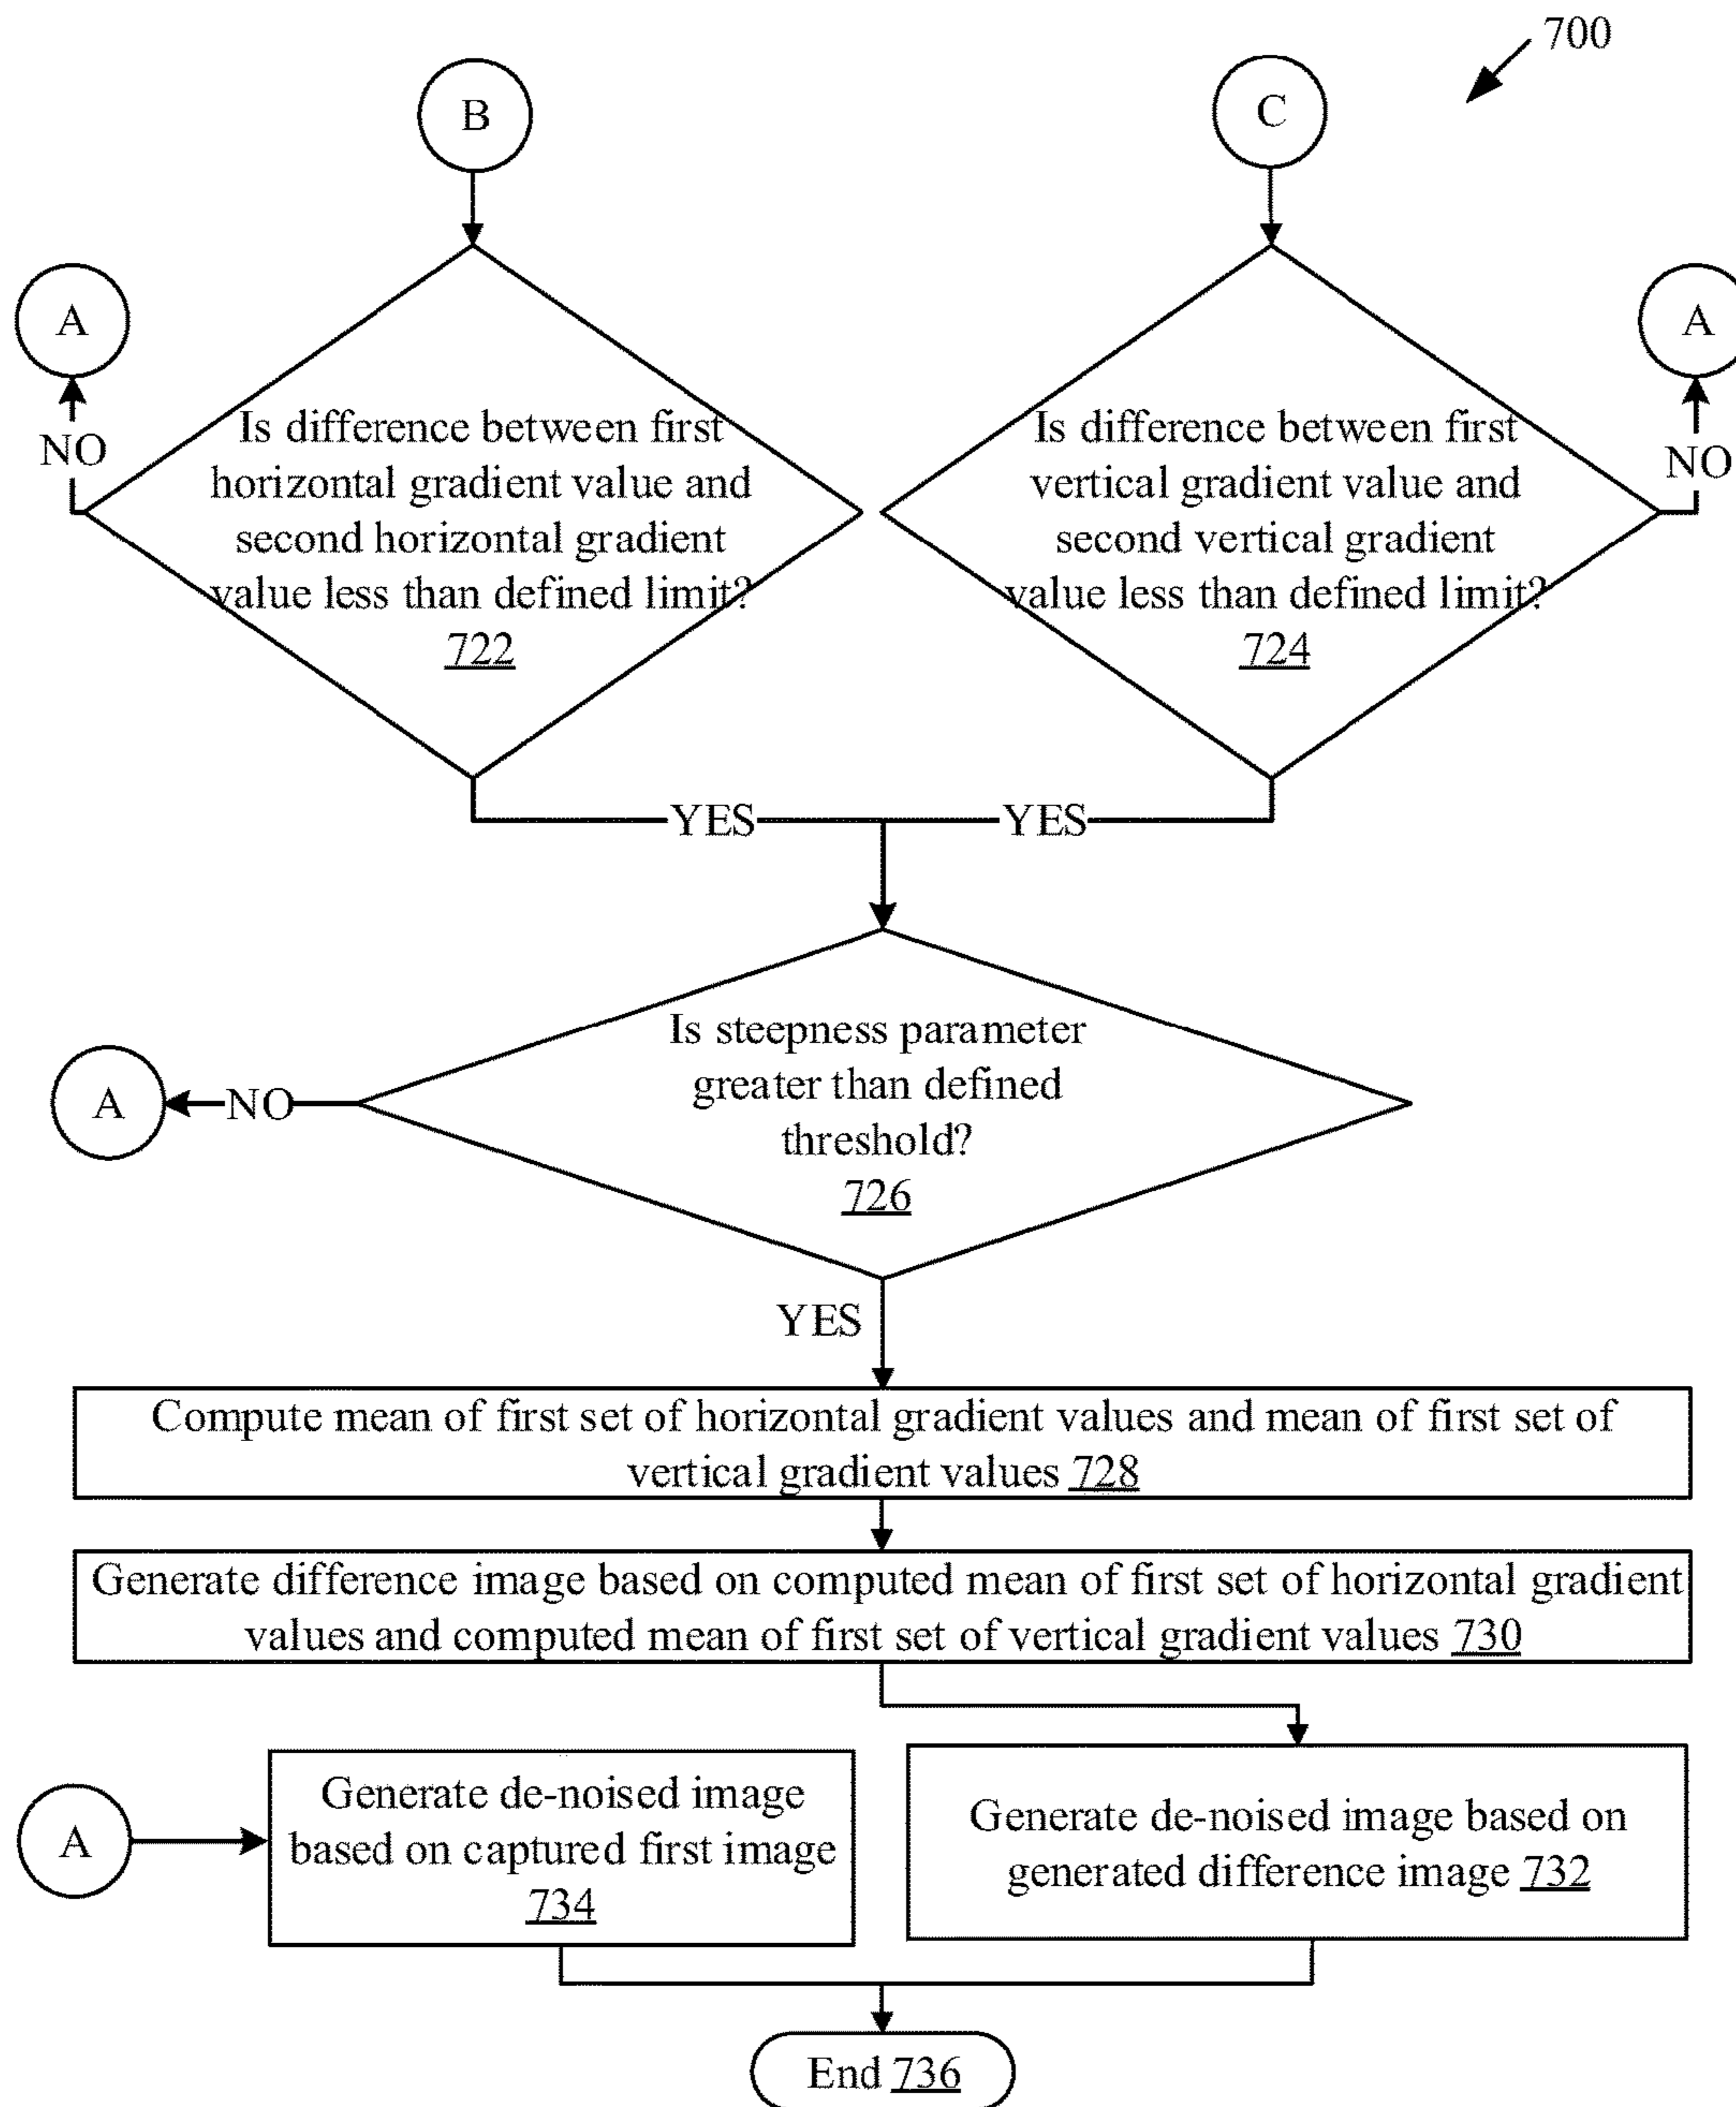 700
B
C
A
A
NO
Is difference between first
horizontal gradient value and
second horizontal gradient
value less than defined limit?
722
Is difference between first
vertical gradient value and
second vertical gradient
value less than defined limit?
724
NO
YES
YES
Is steepness parameter
greater than defined
threshold?
726
A
NO
YES
Compute mean of first set of horizontal gradient values and mean of first set of
vertical gradient values 728
Generate difference image based on computed mean of first set of horizontal gradient
values and computed mean of first set of vertical gradient values 730
A
Generate de-noised image
based on captured first image
734
Generate de-noised image based on
generated difference image 732
End 736